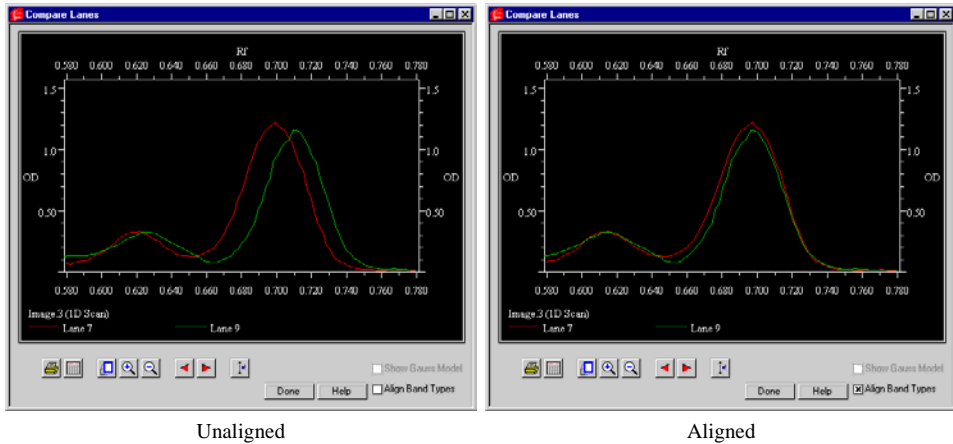 Compare Lanes
Rf
0.580 0.600 0.620 0.640 0.660 0.680 0.700 0.720 0.740 0.760 0.780
1.5 1.5
1.0 1.0
OD OD
0.50 0.50
0.580 0.600 0.620 0.640 0.660 0.680 0.700 0.720 0.740 0.760 0.780
Image.3 (1D Scan)
Lane 7 Lane 9
Show Gauss Model
Done Help Align Band Types
Unaligned
Compare Lanes
Rf
0.580 0.600 0.620 0.640 0.660 0.680 0.700 0.720 0.740 0.760 0.780
1.5 1.5
1.0 1.0
OD OD
0.50 0.50
0.580 0.600 0.620 0.640 0.660 0.680 0.700 0.720 0.740 0.760 0.780
Image.3 (1D Scan)
Lane 7 Lane 9
Show Gauss Model
Done Help Align Band Types
Aligned